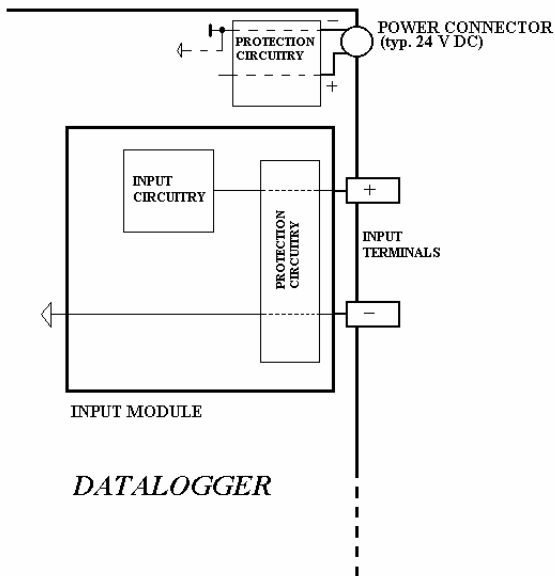 POWER CONNECTOR
(typ. 24 V DC)
−
PROTECTION
CIRCUITRY
+
INPUT
CIRCUITRY
+
PROTECTION
CIRCUITRY
INPUT
TERMINALS
−
INPUT MODULE
DATALOGGER